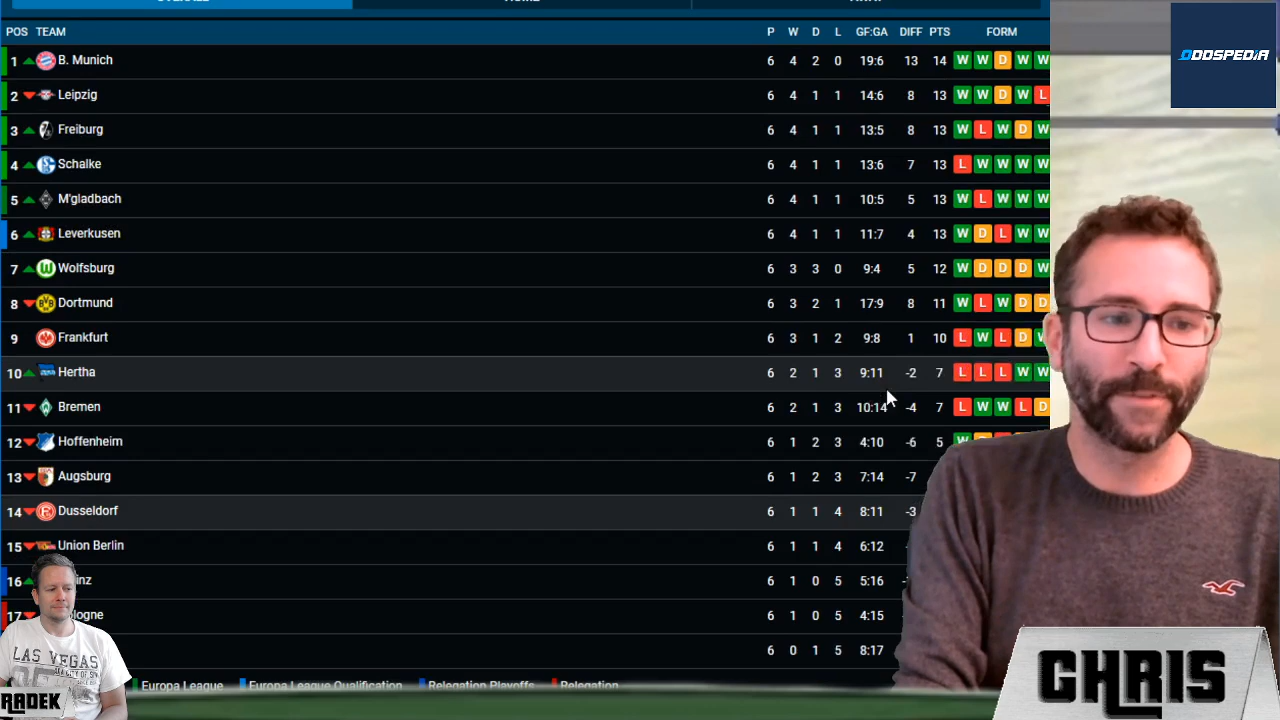 POS TEAM P W D L GF:GA DIFF PTS FORM
ODDSPEDIA
1 B. Munich 6 4 2 0 19:6 13 14 W W D W W
2 Leipzig 6 4 1 1 14:6 8 13 W W D W L
3 Freiburg 6 4 1 1 13:5 8 13 W L W D W
4 Schalke 6 4 1 1 13:6 7 13 L W W W W
5 M'gladbach 6 4 1 1 10:5 5 13 W L W W W
6 Leverkusen 6 4 1 1 11:7 4 13 W D L W W
7 Wolfsburg 6 3 3 0 9:4 5 12 W D D D W
8 Dortmund 6 3 2 1 17:9 8 11 W L W D D
9 Frankfurt 6 3 1 2 9:8 1 10 L W L D W
10 Hertha 6 2 1 3 9:11 -2 7 L L L W W
11 Bremen 6 2 1 3 10:14 -4 7 L W W L D
12 Hoffenheim 6 1 2 3 4:10 -6 5 W
13 Augsburg 6 1 2 3 7:14 -7
14 Dusseldorf 6 1 1 4 8:11 -3
15 Union Berlin 6 1 1 4 6:12
16 inz 6 1 0 5 5:16
17 ologne 6 1 0 5 4:15
6 0 1 5 8:17
Europa League Europa League Qualification Relegation Playoffs Relegation
LAS VEGAS
RADEK
CHRIS